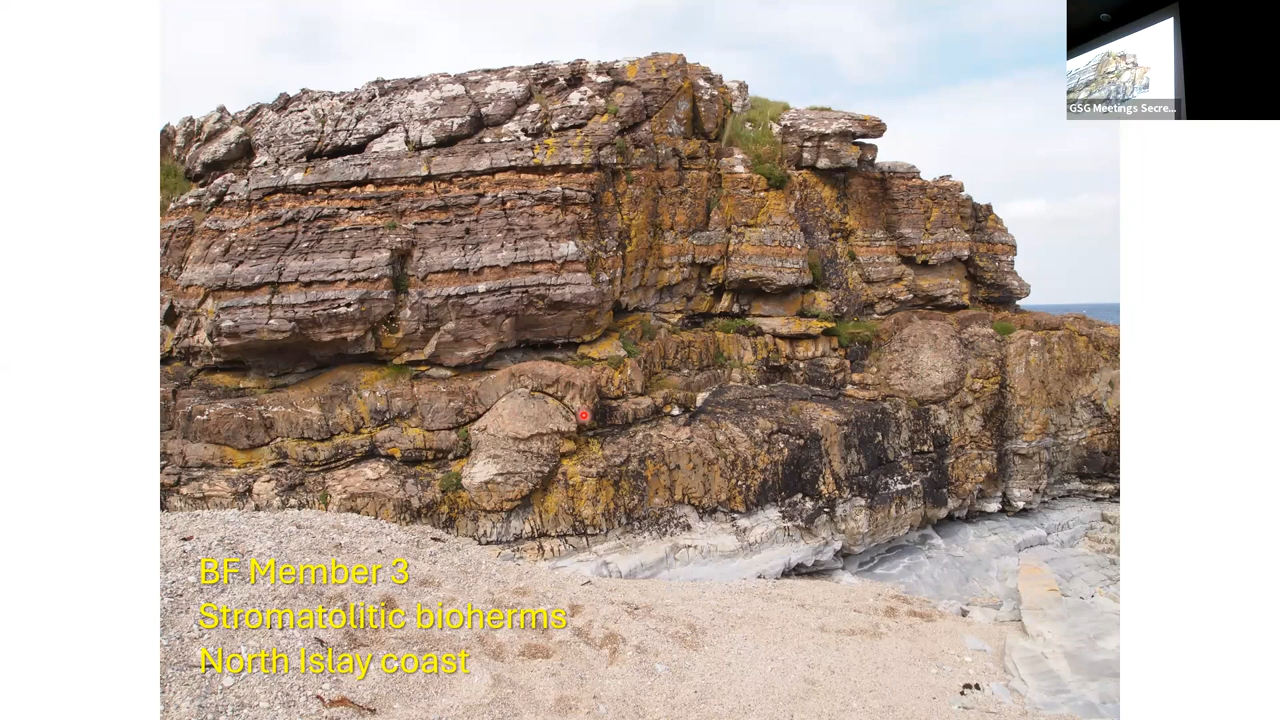 GSG Meetings Secre...
BF Member 3
Stromatolitic bioherms
North Islay coast